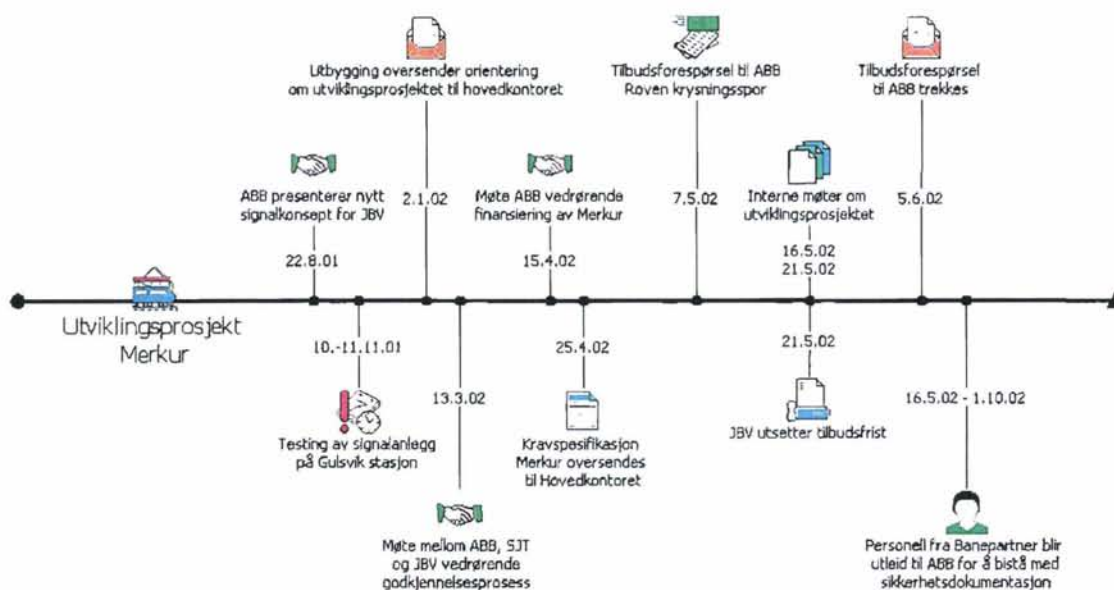 Utbygging oversender orientering
om utviklingsprosjektet til hovedkontoret
Tilbudsforespørsel til ABB
Roven krysningsspor
Tilbudsforespørsel
til ABB trekkes
ABB presenterer nytt
signalkonsept for JBV
2.1.02
Møte ABB vedrørende
finansiering av Merkur
7.5.02
Interne møter om
utviklingsprosjektet
5.6.02
22.8.01
15.4.02
16.5.02
21.5.02
Utviklingsprosjekt
Merkur
10.-11.11.01
25.4.02
21.5.02
13.3.02
16.5.02 - 1.10.02
Testing av signalanlegg
på Gulsvik stasjon
Kravspesifikasjon
Merkur oversendes
til Hovedkontoret
JBV utsetter tilbudsfrist
Møte mellom ABB, SJT
og JBV vedrørende
godkjennelsesprosess
Personell fra Banepartner blir
utleid til ABB for å bistå med
sikkerhetsdokumentasjon